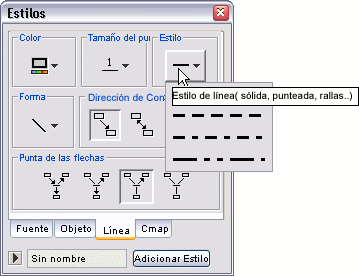 Estilos
Color
Tamaño del pur
Estilo
1
Estilo de línea( sólida, punteada, rallas..)
Forma
Dirección de Con
Punta de las flechas
Fuente
Objeto
Línea
Cmap
Sin nombre
Adicionar Estilo